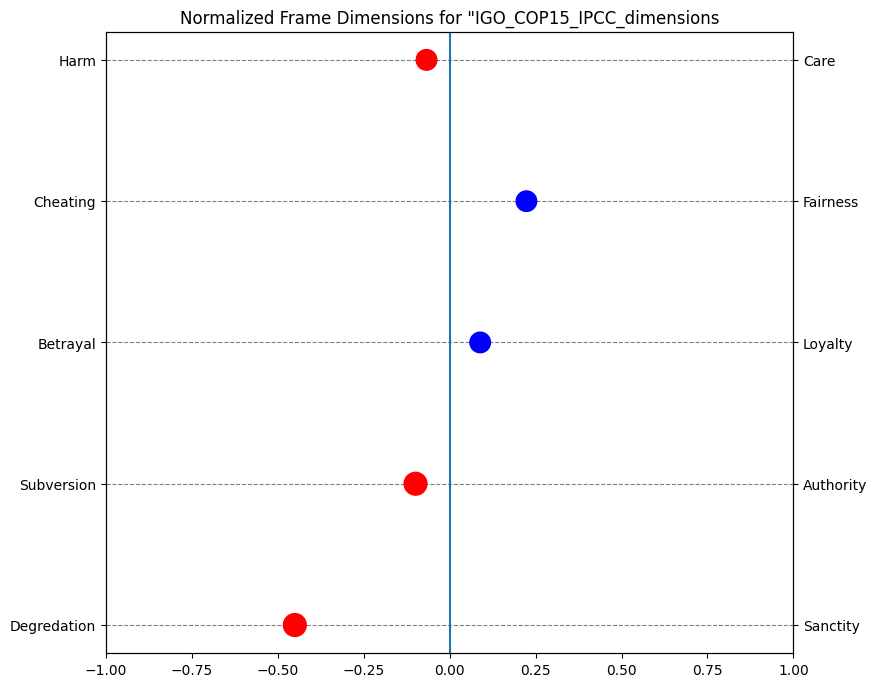 Normalized Frame Dimensions for "IGO_COP15_IPCC_dimensions
Harm
Care
Cheating
Fairness
Betrayal
Loyalty
Subversion
Authority
Degredation
Sanctity
−1.00 −0.75 −0.50 −0.25 0.00 0.25 0.50 0.75 1.00